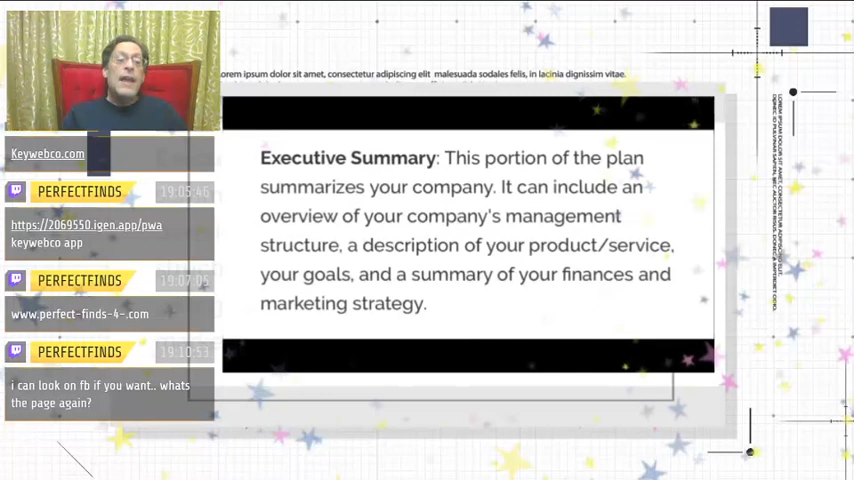 orem ipsum dolor sit amet, consectetur adipiscing elit malesuada sodales felis, in lacinia dignissim vitae.
Executive Summary: This portion of the plan
summarizes your company. It can include an
overview of your company's management
structure, a description of your product/service,
your goals, and a summary of your finances and
marketing strategy.
Keywebco.com
PERFECTFINDS 19:05:46
https://2069550.igen.app/pwa
keywebco app
PERFECTFINDS 19:07:05
www.perfect-finds-4-.com
PERFECTFINDS 19:10:53
i can look on fb if you want.. whats
the page again?